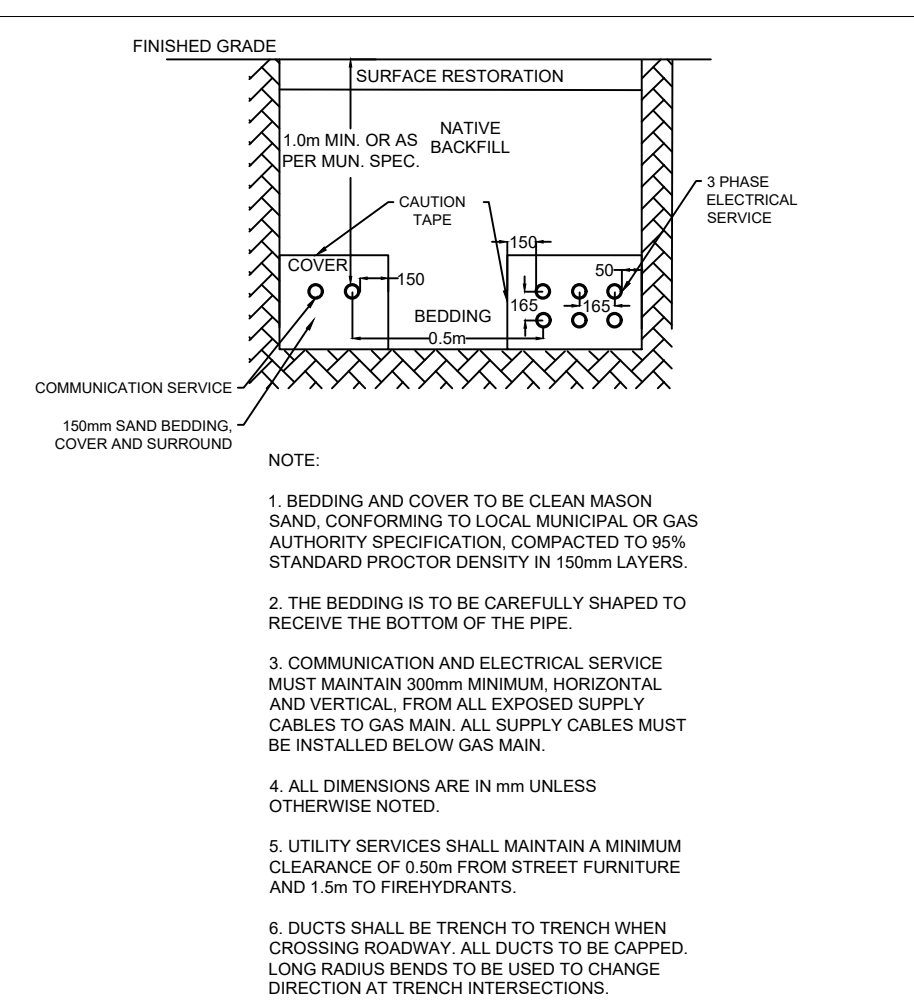 FINISHED GRADE
SURFACE RESTORATION
1.0m MIN. OR AS
PER MUN. SPEC.
NATIVE
BACKFILL
3 PHASE
ELECTRICAL
SERVICE
CAUTION
TAPE
150
COVER
150
50
165
165
BEDDING
0.5m
COMMUNICATION SERVICE
150mm SAND BEDDING,
COVER AND SURROUND
NOTE:
1. BEDDING AND COVER TO BE CLEAN MASON
SAND, CONFORMING TO LOCAL MUNICIPAL OR GAS
AUTHORITY SPECIFICATION, COMPACTED TO 95%
STANDARD PROCTOR DENSITY IN 150mm LAYERS.
2. THE BEDDING IS TO BE CAREFULLY SHAPED TO
RECEIVE THE BOTTOM OF THE PIPE.
3. COMMUNICATION AND ELECTRICAL SERVICE
MUST MAINTAIN 300mm MINIMUM, HORIZONTAL
AND VERTICAL, FROM ALL EXPOSED SUPPLY
CABLES TO GAS MAIN. ALL SUPPLY CABLES MUST
BE INSTALLED BELOW GAS MAIN.
4. ALL DIMENSIONS ARE IN mm UNLESS
OTHERWISE NOTED.
5. UTILITY SERVICES SHALL MAINTAIN A MINIMUM
CLEARANCE OF 0.50m FROM STREET FURNITURE
AND 1.5m TO FIREHYDRANTS.
6. DUCTS SHALL BE TRENCH TO TRENCH WHEN
CROSSING ROADWAY. ALL DUCTS TO BE CAPPED.
LONG RADIUS BENDS TO BE USED TO CHANGE
DIRECTION AT TRENCH INTERSECTIONS.